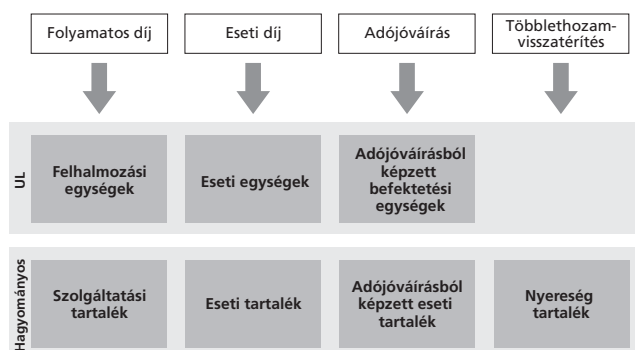 Folyamatos díj
Eseti díj
Adójóváírás
Többlethozam-
visszatérítés
UL
Felhalmozási
egységek
Eseti egységek
Adójóváírásból
képzett
befektetési
egységek
Hagyományos
Szolgáltatási
tartalék
Eseti tartalék
Adójóváírásból
képzett eseti
tartalék
Nyereség
tartalék